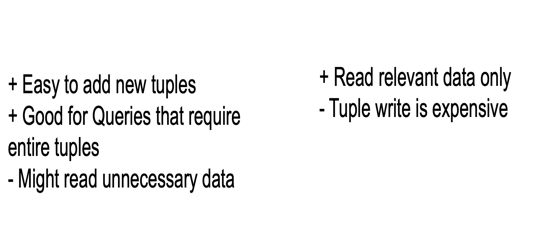 + Easy to add new tuples
+ Good for Queries that require
entire tuples
- Might read unnecessary data
+ Read relevant data only
- Tuple write is expensive